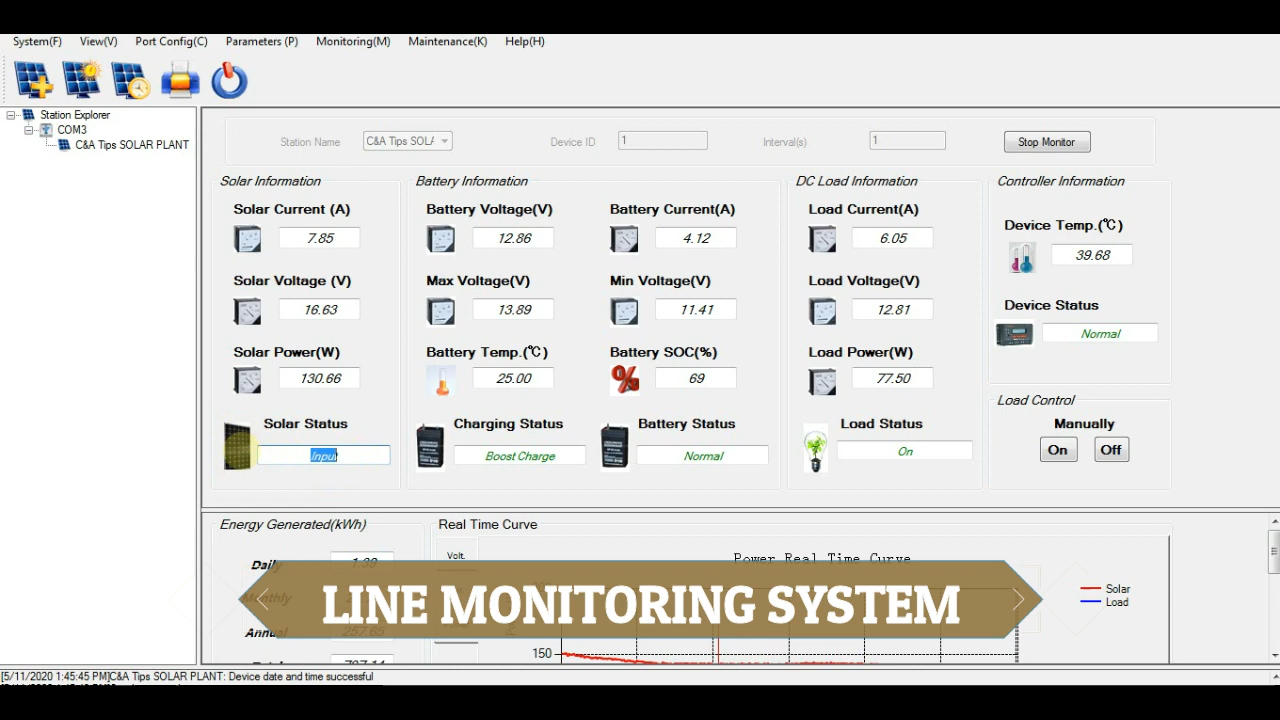 System(F) View(V) Port Config(C) Parameters (P) Monitoring(M) Maintenance(K) Help(H)
Station Explorer
COM3
C&A Tips SOLAR PLANT
Station Name C&A Tips SOLA Device ID 1 Interval(s) 1 Stop Monitor
Solar Information Battery Information DC Load Information Controller Information
Solar Current (A) Battery Voltage(V) Battery Current(A) Load Current(A) Device Temp.(℃)
7.85 12.86 4.12 6.05 39.68
Solar Voltage (V) Max Voltage(V) Min Voltage(V) Load Voltage(V) Device Status
16.63 13.89 11.41 12.81 Normal
Solar Power(W) Battery Temp.(℃) Battery SOC(%) Load Power(W)
130.66 25.00 69 77.50
Load Control
Solar Status Charging Status Battery Status Load Status Manually
Input Boost Charge Normal On On Off
Energy Generated(kWh) Real Time Curve
Daily 1.39 Volt. Power Real Time Curve
Monthly
Annual 257.65
Solar
Load
150
LINE MONITORING SYSTEM
[5/11/2020 1:45:45 PM]C&A Tips SOLAR PLANT: Device date and time successful